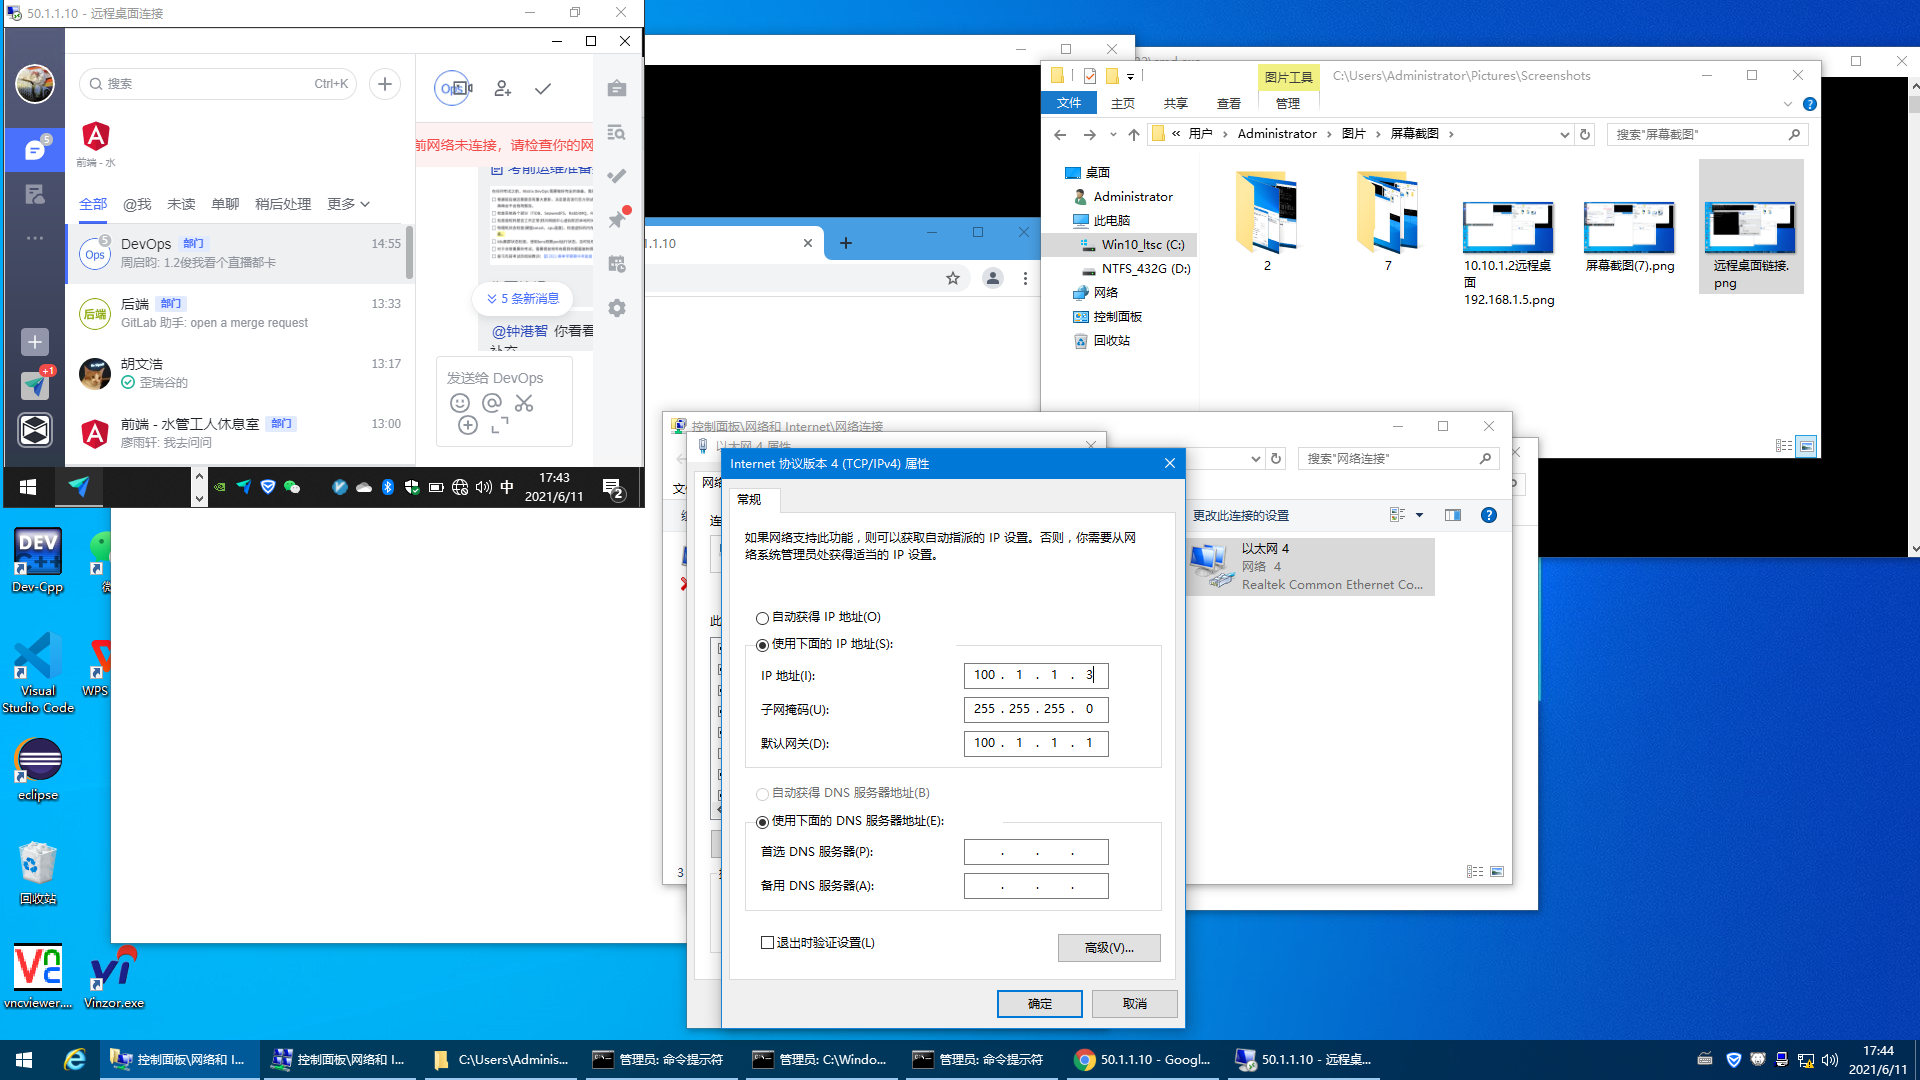 50.1.1.10 - 远程桌面连接
搜索
Ctrl+K
前端 - 水
全部
@我
未读
单聊
稍后处理
更多
5
5
Ops
DevOps
部门
14:55
周启昀: 1.2俊我看个直播都卡
后端
后端
部门
13:33
GitLab 助手: open a merge request
胡文浩
13:17
歪瑞谷的
前端 - 水管工人休息室
部门
13:00
廖雨轩: 我去问问
+1
前网络未连接，请检查你的网
考前运维准备
5 条新消息
@钟港智 你看看
发送给 DevOps
中
17:43
2021/6/11
2
1.1.10
图片工具
C:\Users\Administrator\Pictures\Screenshots
文件
主页
共享
查看
管理
用户
Administrator
图片
屏幕截图
搜索"屏幕截图"
桌面
Administrator
此电脑
Win10_ltsc (C:)
NTFS_432G (D:)
网络
控制面板
回收站
2
7
10.10.1.2远程桌
面
192.168.1.5.png
屏幕截图(7).png
远程桌面链接.
png
控制面板\网络和 Internet\网络连接
以太网 4 属性
搜索"网络连接"
更改此连接的设置
以太网 4
网络 4
Realtek Common Ethernet Co...
3
Internet 协议版本 4 (TCP/IPv4) 属性
常规
如果网络支持此功能，则可以获取自动指派的 IP 设置。否则，你需要从网
络系统管理员处获得适当的 IP 设置。
自动获得 IP 地址(O)
使用下面的 IP 地址(S):
IP 地址(I):
100 . 1 . 1 . 3
子网掩码(U):
255 . 255 . 255 . 0
默认网关(D):
100 . 1 . 1 . 1
自动获得 DNS 服务器地址(B)
使用下面的 DNS 服务器地址(E):
首选 DNS 服务器(P):
. . .
备用 DNS 服务器(A):
. . .
退出时验证设置(L)
高级(V)...
确定
取消
DEV
C++
Dev-Cpp
Visual
Studio Code
WPS
eclipse
回收站
vncviewer....
Vinzor.exe
控制面板\网络和 I...
控制面板\网络和 I...
C:\Users\Adminis...
管理员: 命令提示符
管理员: C:\Windo...
管理员: 命令提示符
50.1.1.10 - Googl...
50.1.1.10 - 远程桌...
17:44
2021/6/11